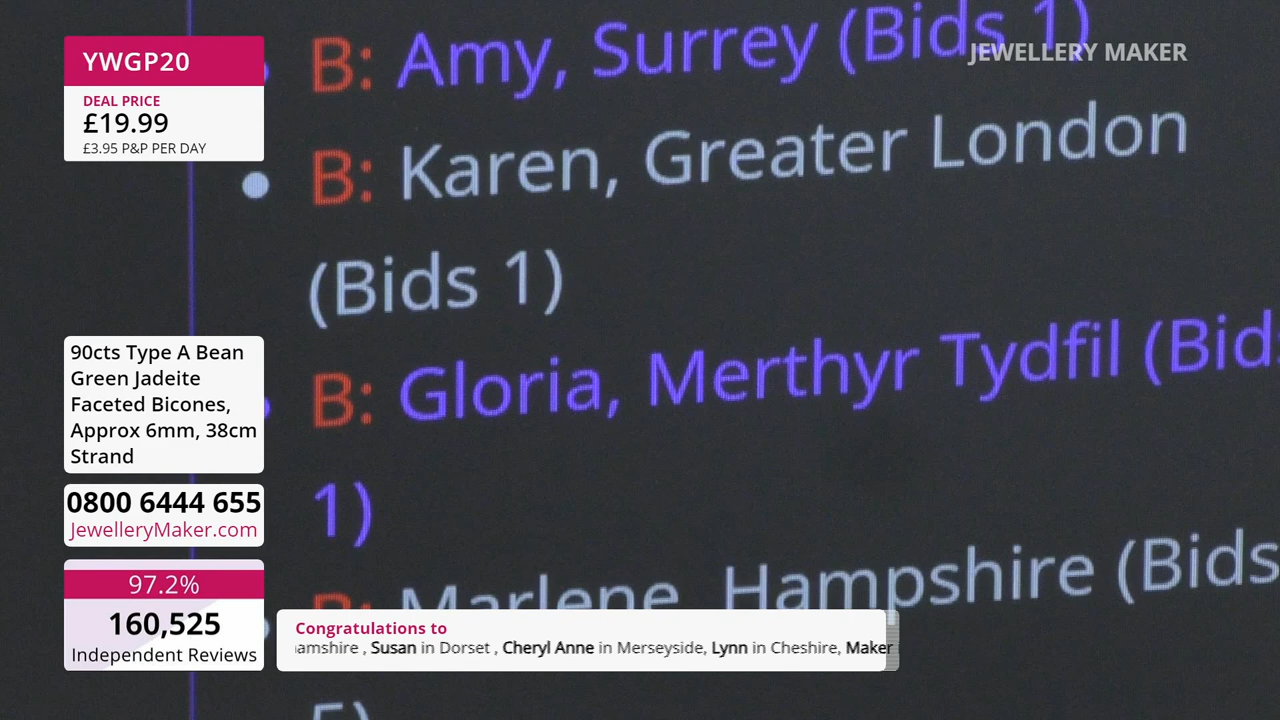 YWGP20
DEAL PRICE
£19.99
£3.95 P&P PER DAY
JEWELLERY MAKER
B: Amy, Surrey (Bids 1)
B: Karen, Greater London
(Bids 1)
B: Gloria, Merthyr Tydfil (Bids
1)
B: Marlene, Hampshire (Bids
5)
90cts Type A Bean
Green Jadeite
Faceted Bicones,
Approx 6mm, 38cm
Strand
0800 6444 655
JewelleryMaker.com
97.2%
160,525
Independent Reviews
Congratulations to
amshire , Susan in Dorset , Cheryl Anne in Merseyside, Lynn in Cheshire, Maker